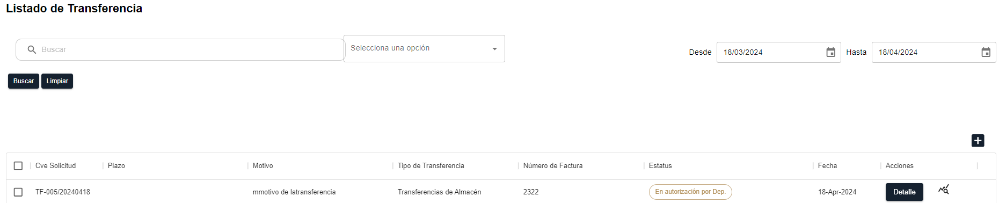 Listado de Transferencia
Buscar
Selecciona una opción
Desde 18/03/2024 Hasta 18/04/2024
Buscar Limpiar
Cve Solicitud Plazo Motivo Tipo de Transferencia Número de Factura Estatus Fecha Acciones
TF-005/20240418 mmotivo de latransferencia Transferencias de Almacén 2322 En autorización por Dep. 18-Apr-2024 Detalle